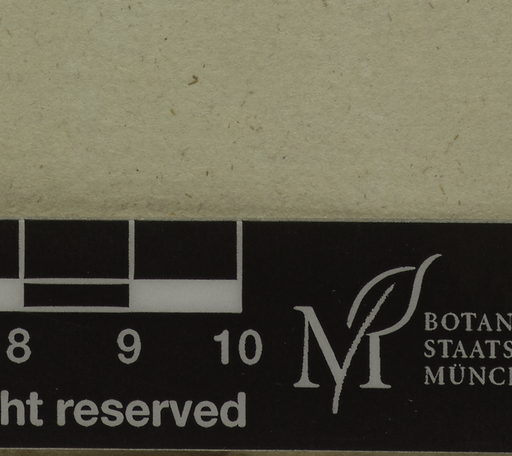 8 9 10
BOTAN
STAATS
MÜNC
ht reserved